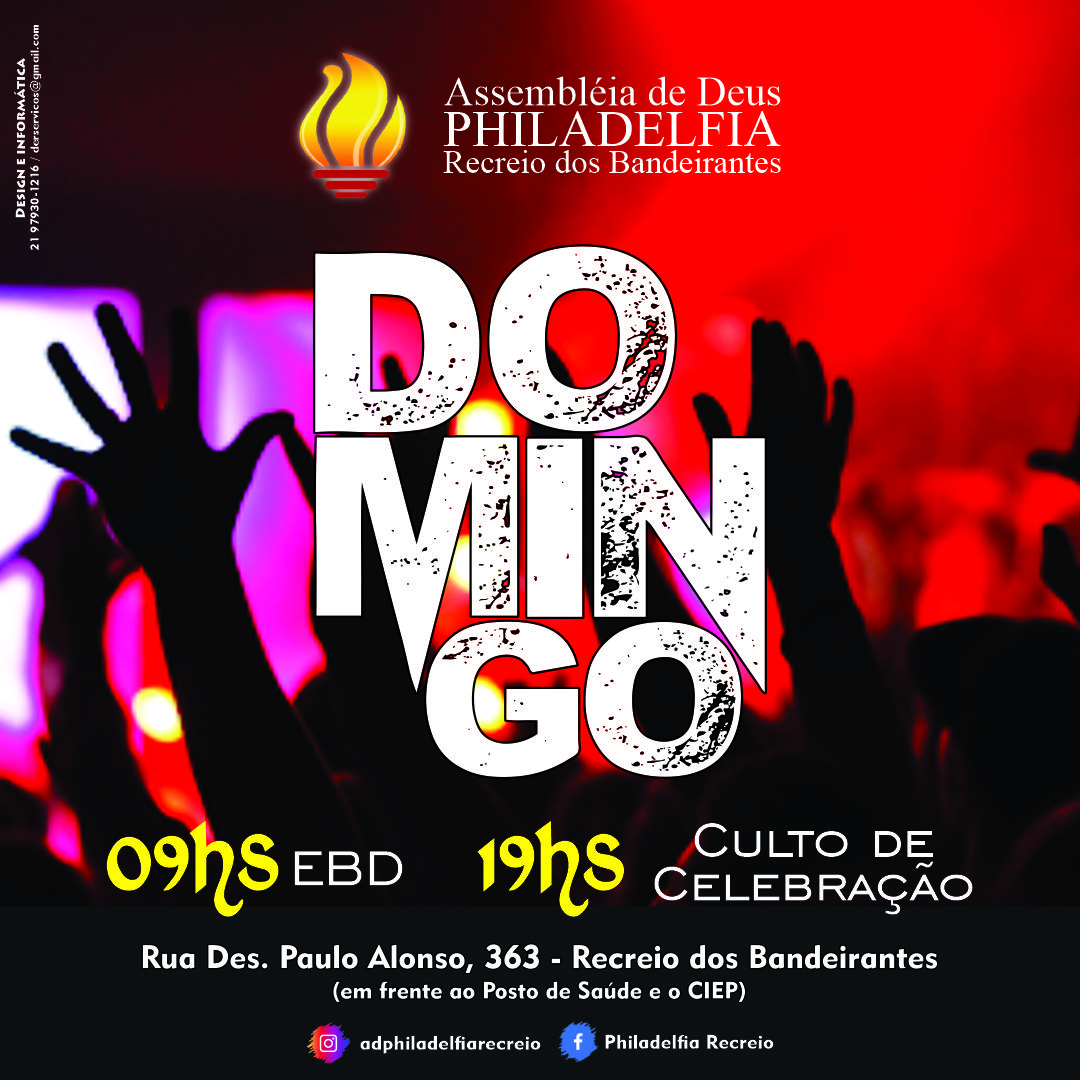 DESIGN E INFORMÁTICA
21 97930-1216 / derservicos@gmail.com
Assembléia de Deus
PHILADELFIA
Recreio dos Bandeirantes
DO
MIN
GO
09hs EBD
19hs CULTO DE
CELEBRAÇÃO
Rua Des. Paulo Alonso, 363 - Recreio dos Bandeirantes
(em frente ao Posto de Saúde e o CIEP)
adphiladelfiarecreio
Philadelfia Recreio